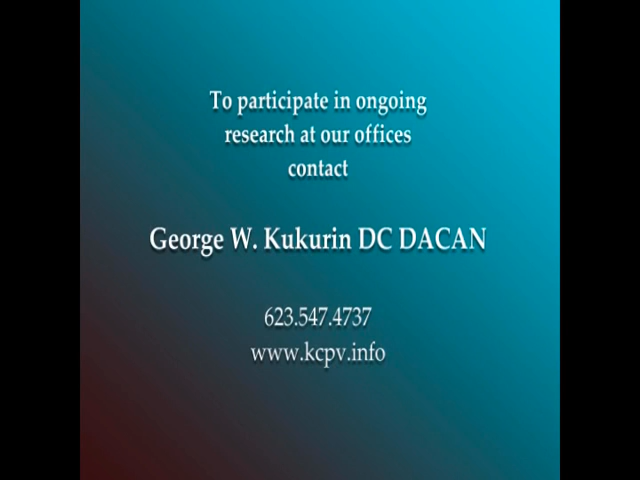 To participate in ongoing
research at our offices
contact
George W. Kukurin DC DACAN
623.547.4737
www.kcpv.info